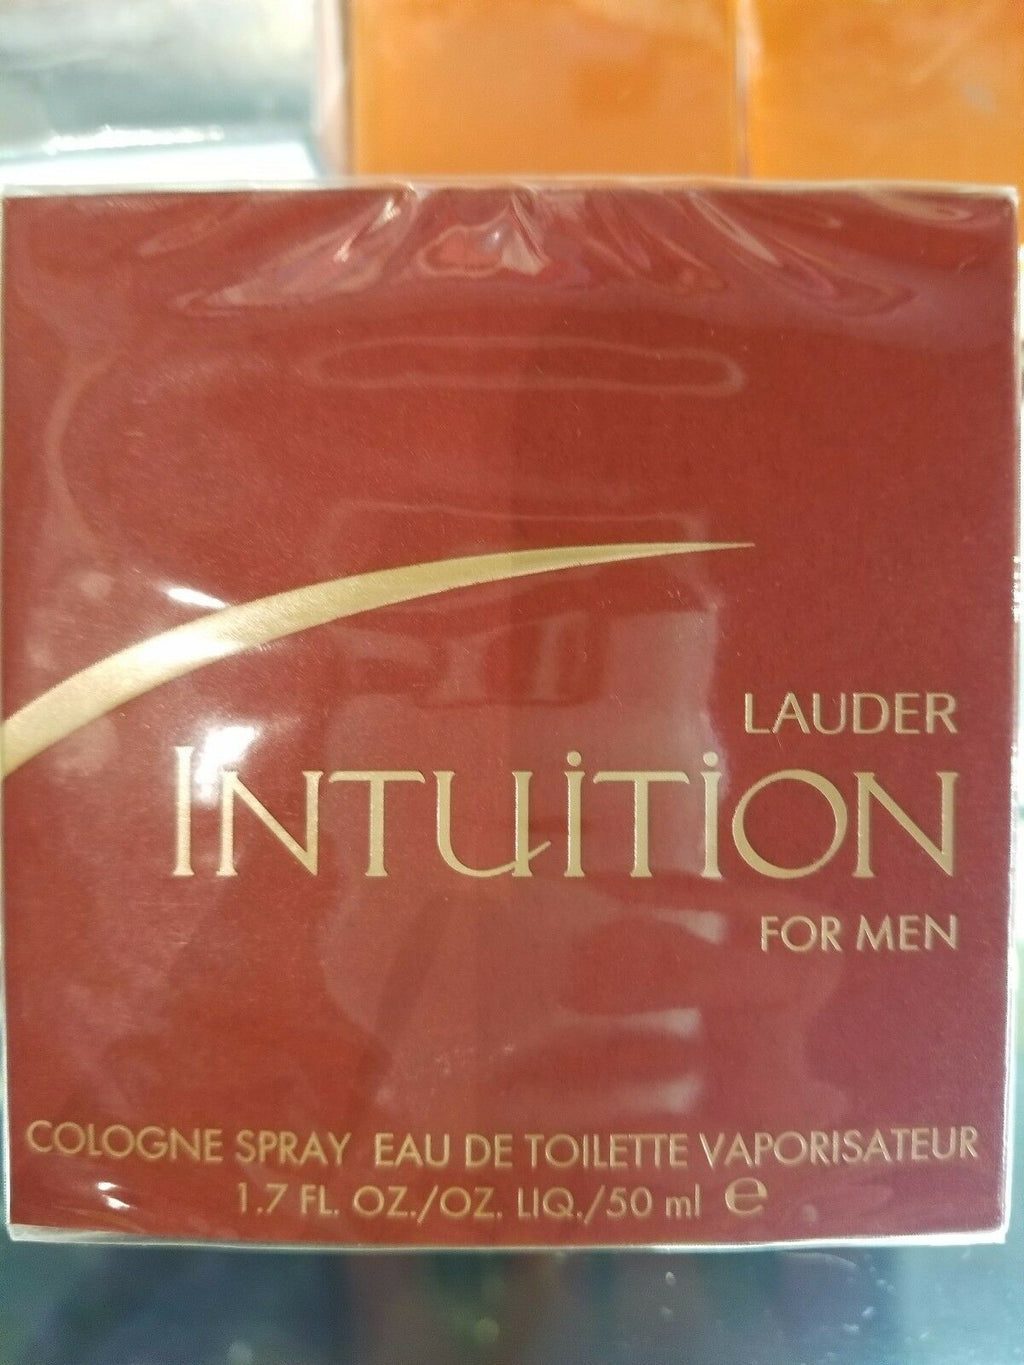 LAUDER
INTUiTiON
FOR MEN
COLOGNE SPRAY EAU DE TOILETTE VAPORISATEUR
1.7 FL. OZ./OZ. LIQ./50 ml e